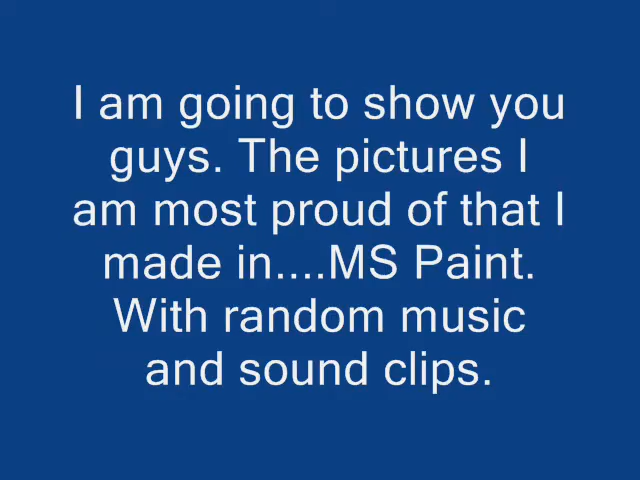 I am going to show you
guys. The pictures I
am most proud of that I
made in....MS Paint.
With random music
and sound clips.